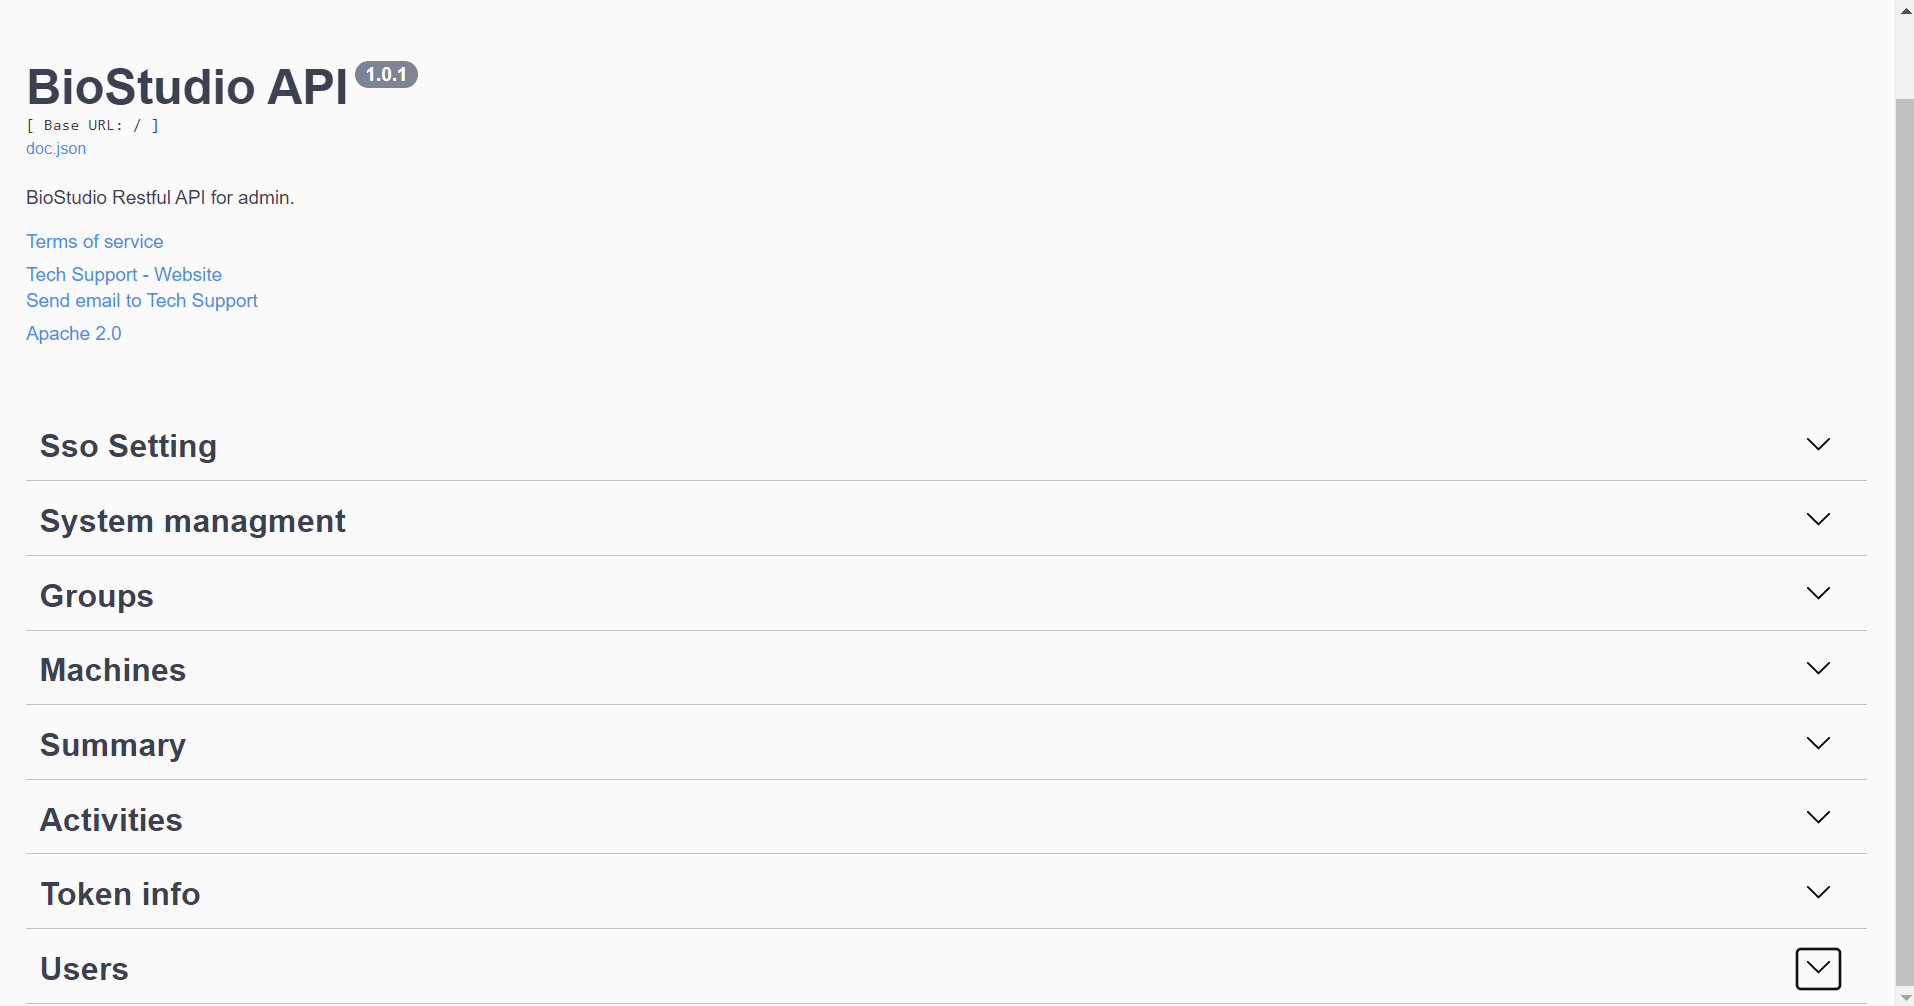 BioStudio API 1.0.1
[ Base URL: / ]
doc.json
BioStudio Restful API for admin.
Terms of service
Tech Support - Website
Send email to Tech Support
Apache 2.0
Sso Setting
System managment
Groups
Machines
Summary
Activities
Token info
Users